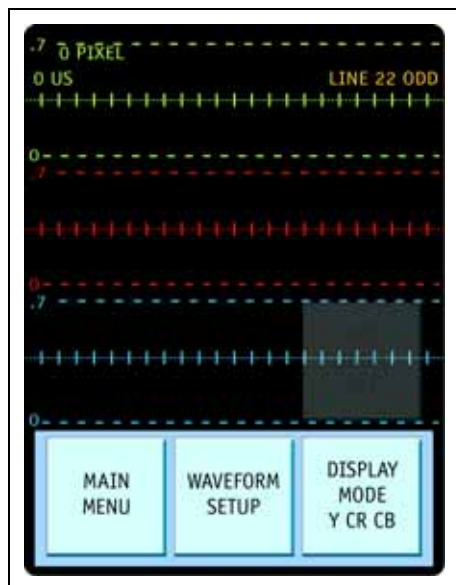 .7 0 PIXEL
0 US LINE 22 ODD
0
.7
0
.7
0
MAIN MENU
WAVEFORM SETUP
DISPLAY MODE Y CR CB